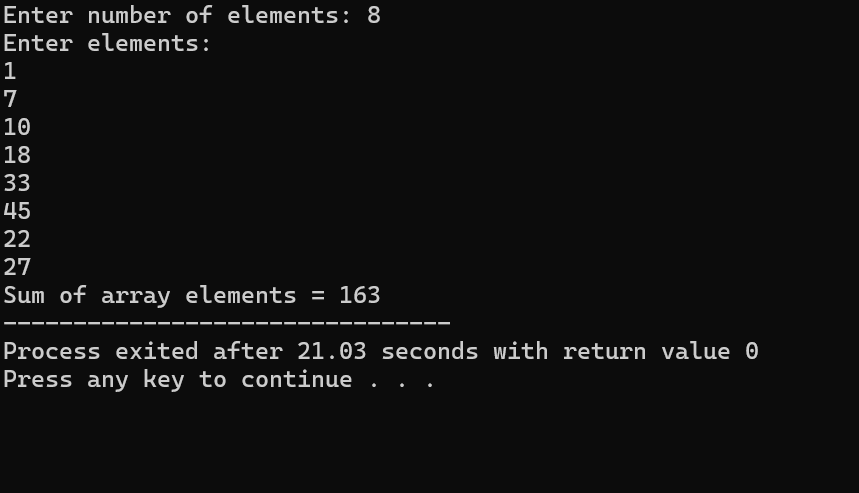 Enter number of elements: 8
Enter elements:
1
7
10
18
33
45
22
27
Sum of array elements = 163
--------------------------------
Process exited after 21.03 seconds with return value 0
Press any key to continue . . .